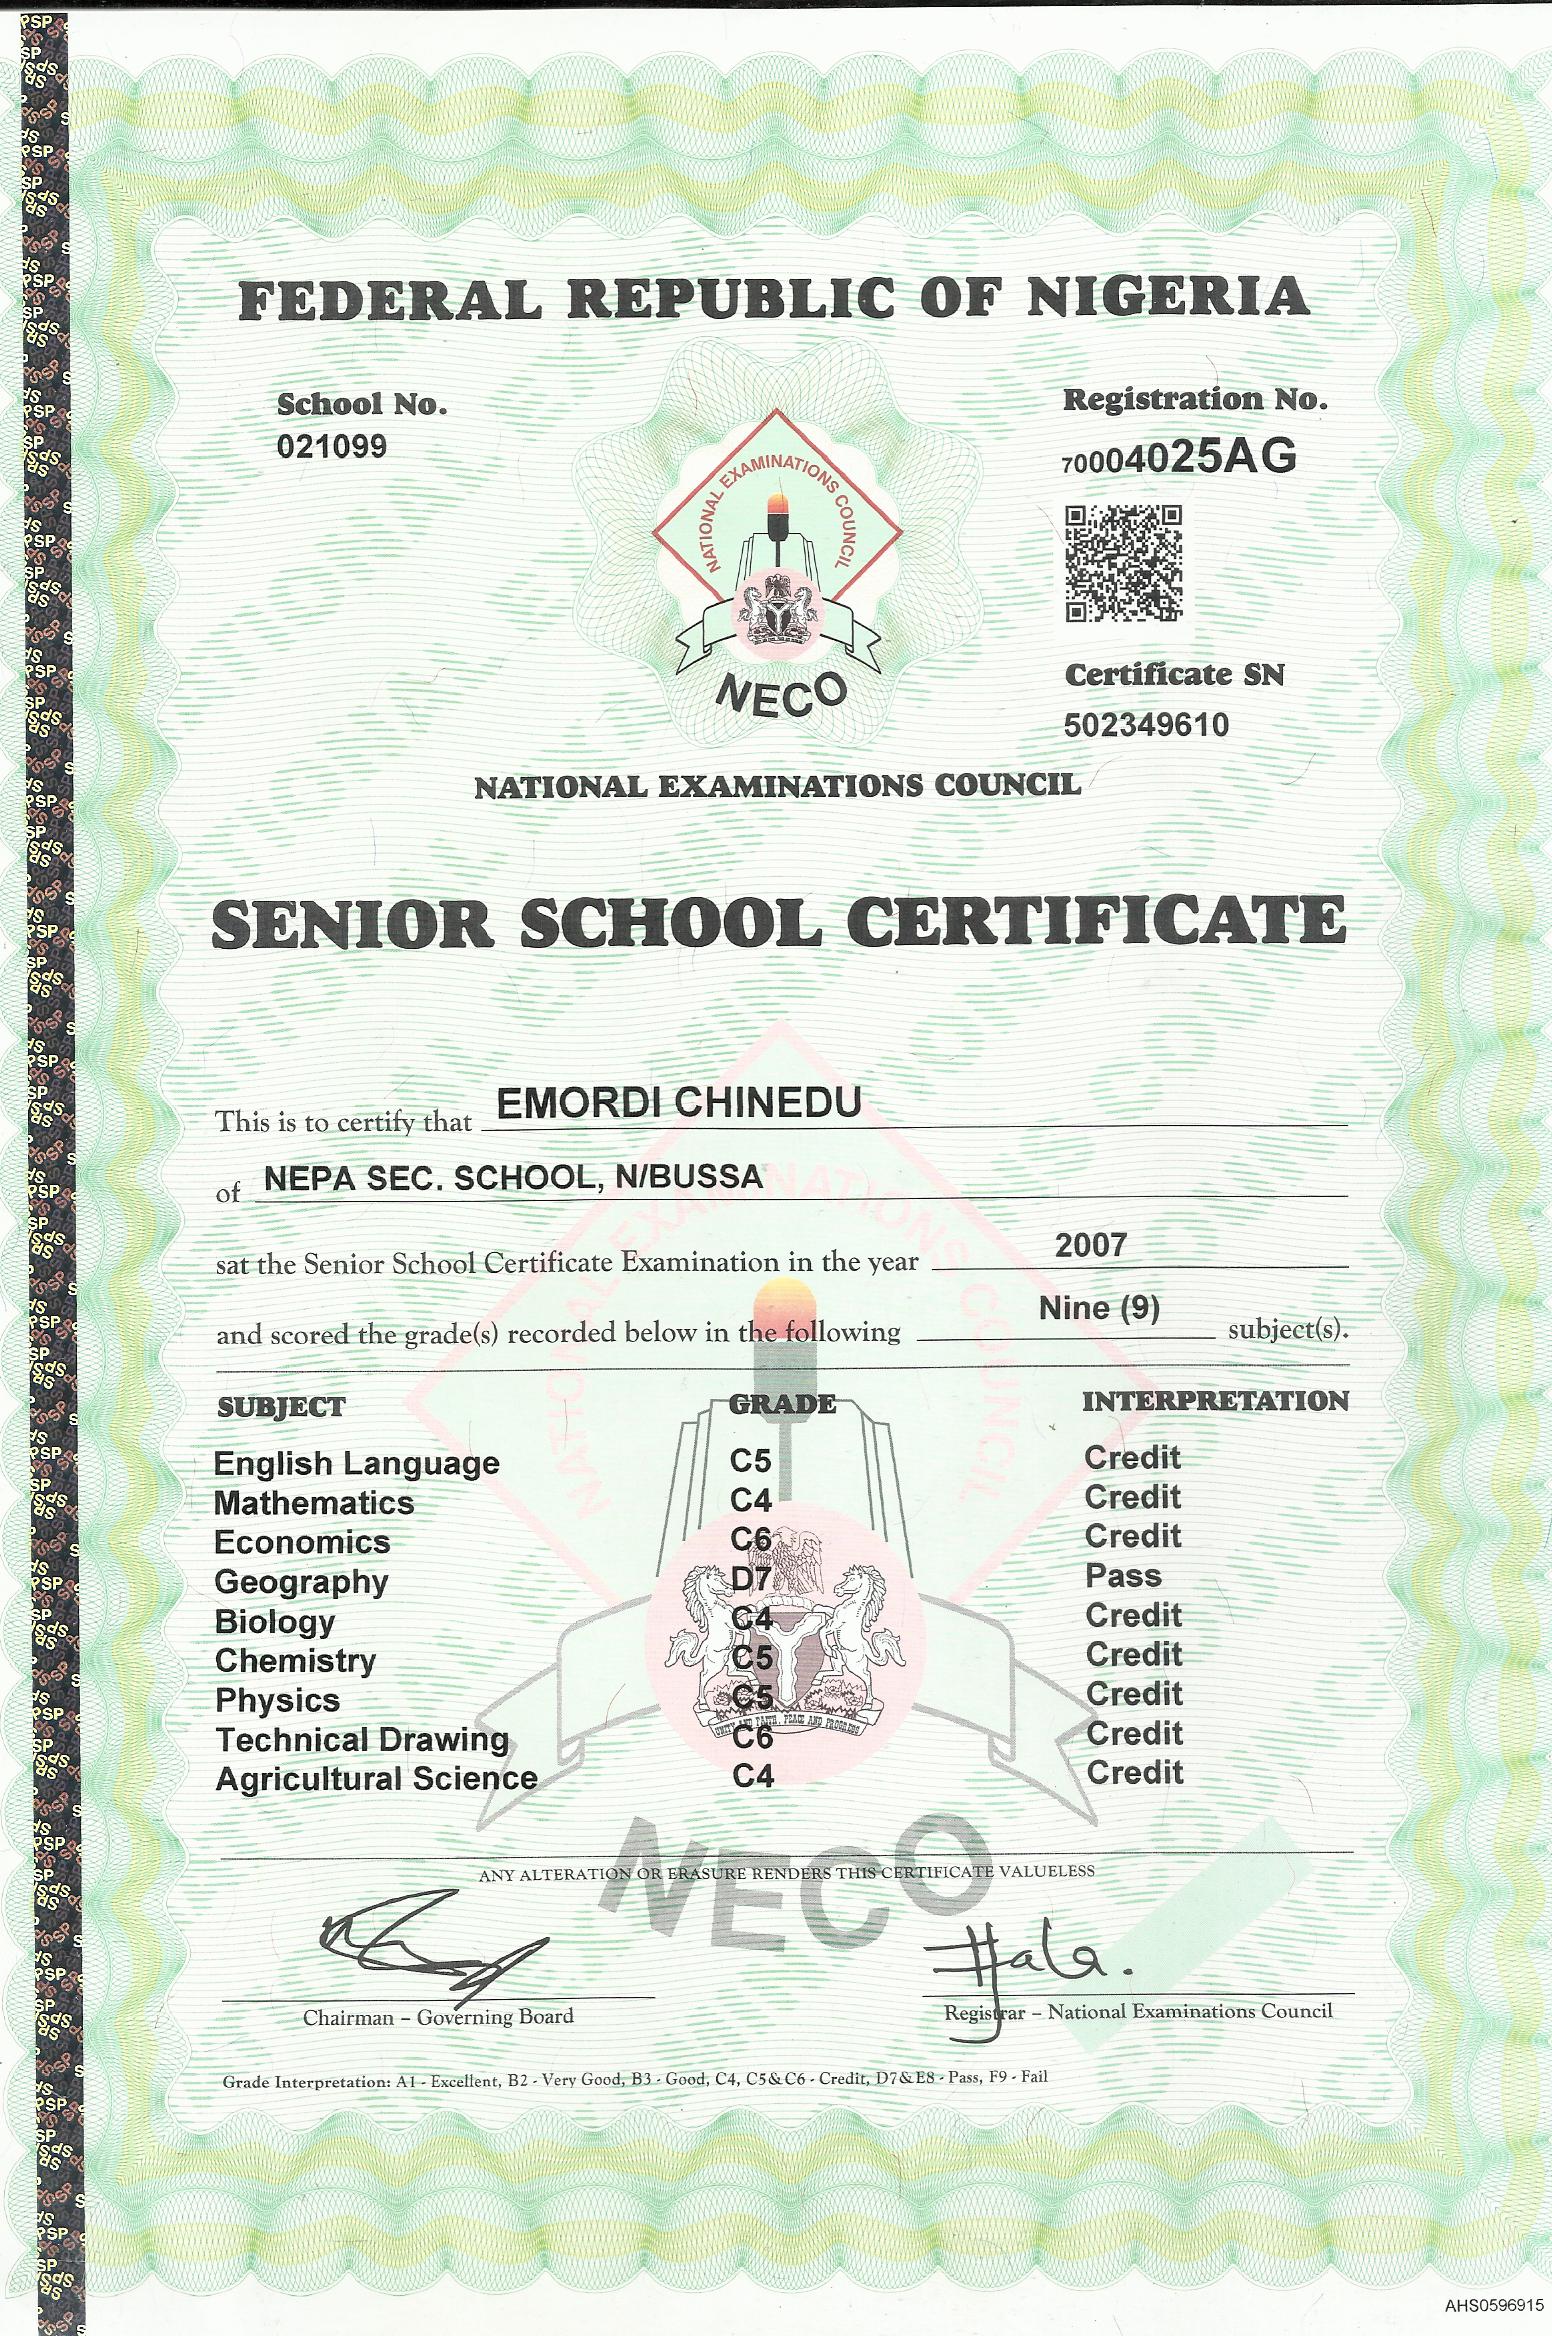 FEDERAL REPUBLIC OF NIGERIA
School No.
021099
Registration No.
70004025AG
NATIONAL EXAMINATIONS COUNCIL
NECO
Certificate SN
502349610
NATIONAL EXAMINATIONS COUNCIL
SENIOR SCHOOL CERTIFICATE
This is to certify that EMORDI CHINEDU
of NEPA SEC. SCHOOL, N/BUSSA
sat the Senior School Certificate Examination in the year 2007
and scored the grade(s) recorded below in the following Nine (9) subject(s).
SUBJECT GRADE INTERPRETATION
English Language C5 Credit
Mathematics C4 Credit
Economics C6 Credit
Geography D7 Pass
Biology C4 Credit
Chemistry C5 Credit
Physics C5 Credit
Technical Drawing C6 Credit
Agricultural Science C4 Credit
NATIONAL EXAMINATIONS COUNCIL
UNITY AND FAITH, PEACE AND PROGRESS
NECO
ANY ALTERATION OR ERASURE RENDERS THIS CERTIFICATE VALUELESS
Chairman – Governing Board
Registrar – National Examinations Council
Grade Interpretation: A1 - Excellent, B2 - Very Good, B3 - Good, C4, C5&C6 - Credit, D7&E8 - Pass, F9 - Fail
AHS0596915